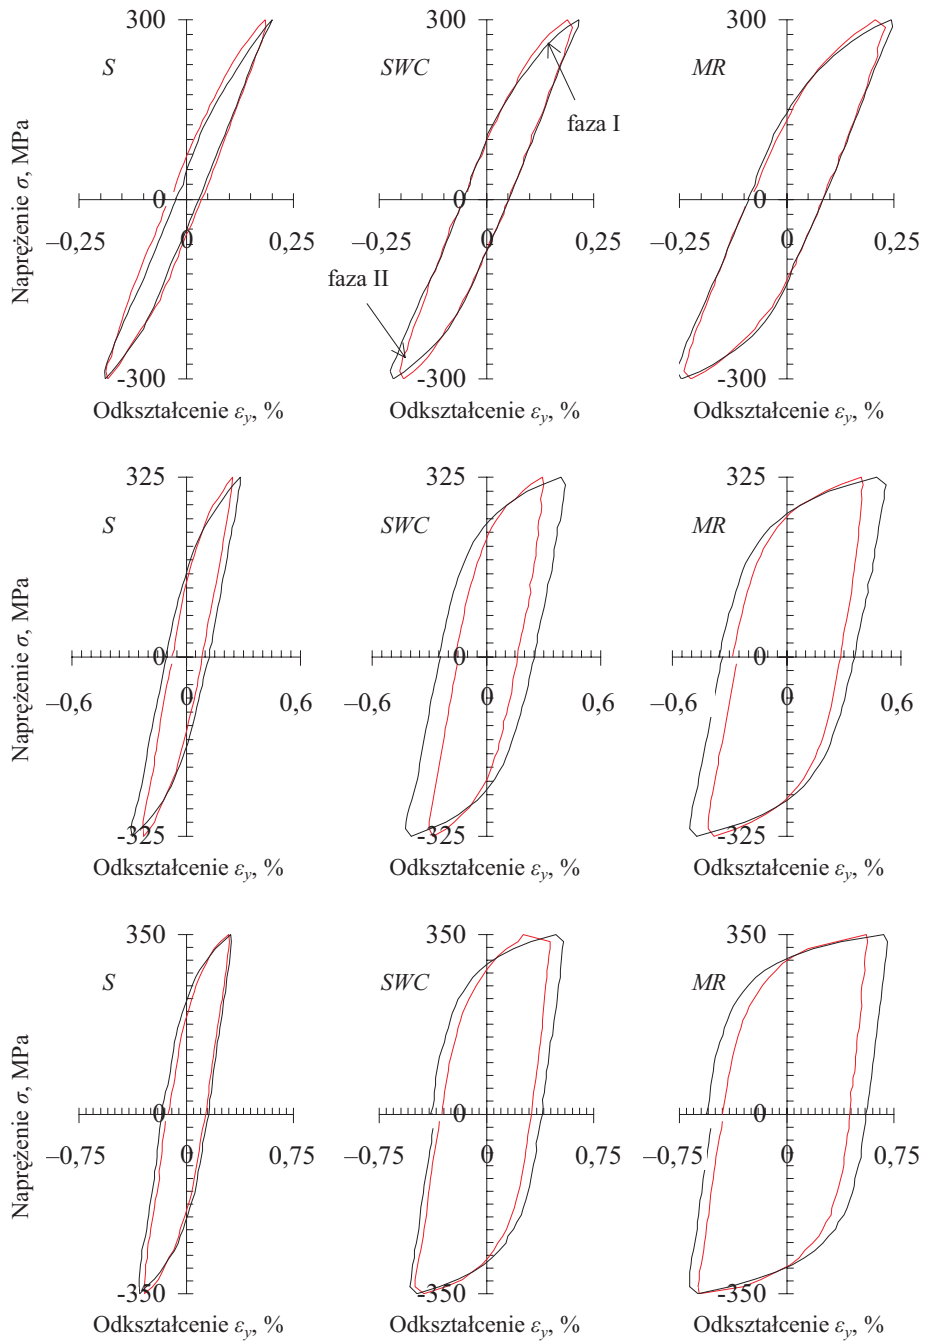 300
300
300
S
SWC
MR
faza I
Naprężenie σ, MPa
0
0
0
–0,25
0
0,25
–0,25
0
0,25
–0,25
0
0,25
faza II
-300
-300
-300
Odkształcenie εy, %
Odkształcenie εy, %
Odkształcenie εy, %
325
325
325
S
SWC
MR
Naprężenie σ, MPa
0
0
0
–0,6
0
0,6
–0,6
0
0,6
–0,6
0
0,6
-325
-325
-325
Odkształcenie εy, %
Odkształcenie εy, %
Odkształcenie εy, %
350
350
350
S
SWC
MR
Naprężenie σ, MPa
0
0
0
–0,75
0
0,75
–0,75
0
0,75
–0,75
0
0,75
-350
-350
-350
Odkształcenie εy, %
Odkształcenie εy, %
Odkształcenie εy, %